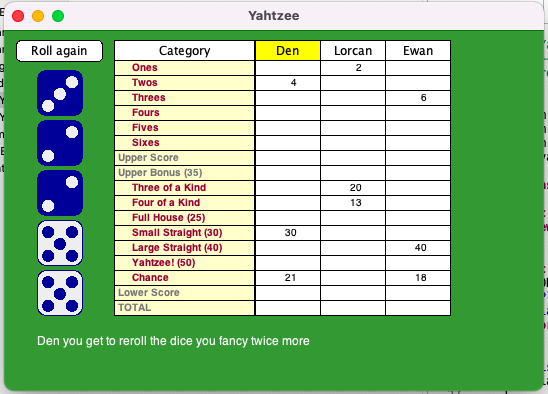 Yahtzee
Roll again
Category Den Lorcan Ewan
Ones 2
Twos 4
Threes 6
Fours
Fives
Sixes
Upper Score
Upper Bonus (35)
Three of a Kind 20
Four of a Kind 13
Full House (25)
Small Straight (30) 30
Large Straight (40) 40
Yahtzee! (50)
Chance 21 18
Lower Score
TOTAL
Den you get to reroll the dice you fancy twice more